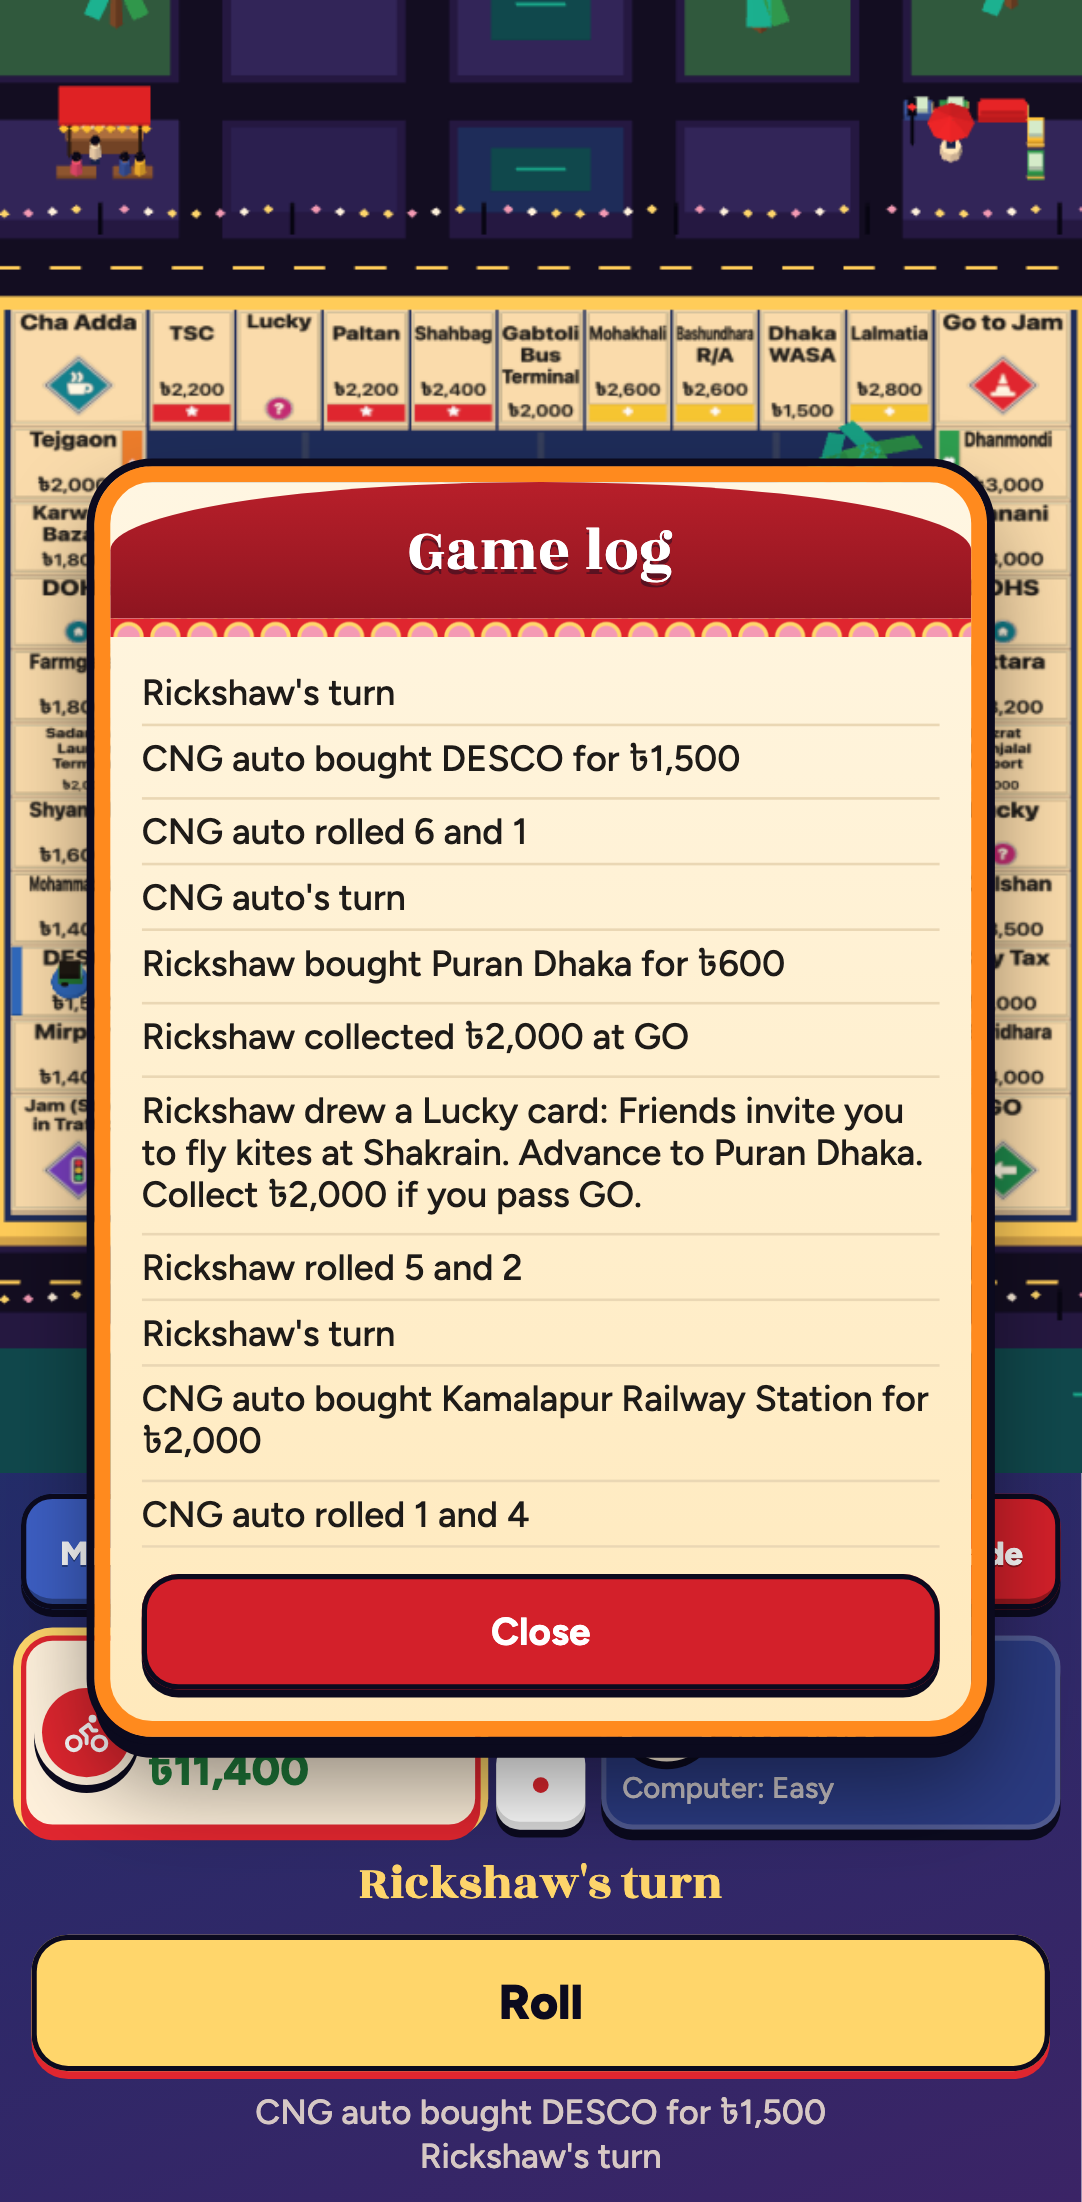 Cha Adda
TSC
৳2,200
Lucky
?
Paltan
৳2,200
Shahbag
৳2,400
Gabtoli
Bus
Terminal
৳2,000
Mohakhali
৳2,600
Bashundhara
R/A
৳2,600
Dhaka
WASA
৳1,500
Lalmatia
৳2,800
Go to Jam
Tejgaon
Dhanmondi
Game log
Rickshaw's turn
CNG auto bought DESCO for ৳1,500
CNG auto rolled 6 and 1
CNG auto's turn
Rickshaw bought Puran Dhaka for ৳600
Rickshaw collected ৳2,000 at GO
Rickshaw drew a Lucky card: Friends invite you
to fly kites at Shakrain. Advance to Puran Dhaka.
Collect ৳2,000 if you pass GO.
Rickshaw rolled 5 and 2
Rickshaw's turn
CNG auto bought Kamalapur Railway Station for
৳2,000
CNG auto rolled 1 and 4
Close
৳11,400
Computer: Easy
Rickshaw's turn
Roll
CNG auto bought DESCO for ৳1,500
Rickshaw's turn